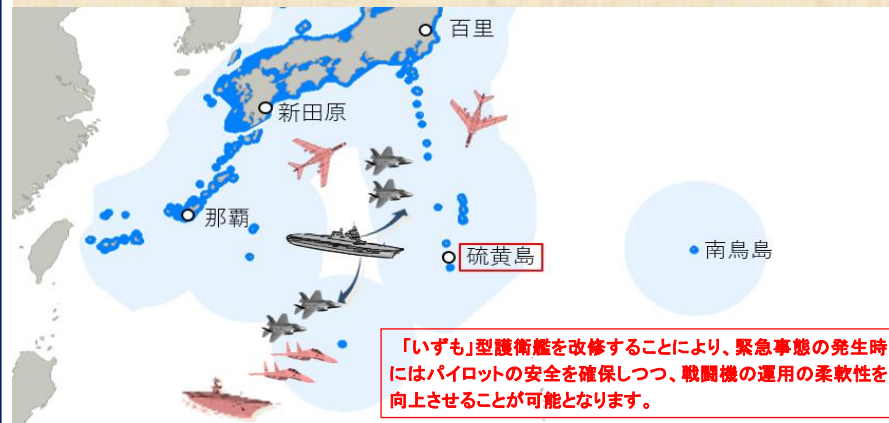 百里
新田原
那覇
硫黄島
南鳥島
「いずも」型護衛艦を改修することにより、緊急事態の発生時
にはパイロットの安全を確保しつつ、戦闘機の運用の柔軟性を
向上させることが可能となります。